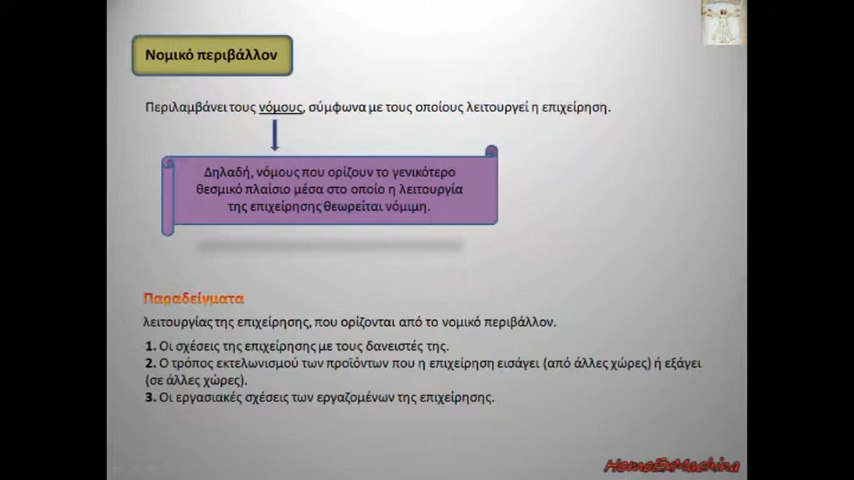 Νομικό περιβάλλον
Περιλαμβάνει τους νόμους, σύμφωνα με τους οποίους λειτουργεί η επιχείρηση.
Δηλαδή, νόμους που ορίζουν το γενικότερο
θεσμικό πλαίσιο μέσα στο οποίο η λειτουργία
της επιχείρησης θεωρείται νόμιμη.
Παραδείγματα
λειτουργίας της επιχείρησης, που ορίζονται από το νομικό περιβάλλον.
1. Οι σχέσεις της επιχείρησης με τους δανειστές της.
2. Ο τρόπος εκτελωνισμού των προϊόντων που η επιχείρηση εισάγει (από άλλες χώρες) ή εξάγει
(σε άλλες χώρες).
3. Οι εργασιακές σχέσεις των εργαζομένων της επιχείρησης.
HomoExMachina